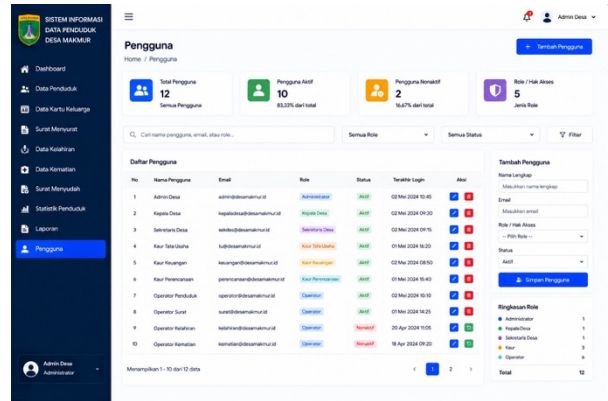 SISTEM INFORMASI
DATA PENDUDUK
DESA MAKMUR
Dashboard
Data Penduduk
Data Kartu Keluarga
Surat Menyurat
Data Kelahiran
Data Kematian
Surat Menyudah
Statistik Penduduk
Laporan
Pengguna
Admin Desa
Administrator
Admin Desa
Pengguna
Home / Pengguna
+ Tambah Pengguna
Total Pengguna
12
Semua Pengguna
Pengguna Aktif
10
83,33% dari total
Pengguna Nonaktif
2
16,67% dari total
Role / Hak Akses
5
Jenis Role
Cari nama pengguna, email, atau role...
Semua Role
Semua Status
Filter
Daftar Pengguna
No Nama Pengguna Email Role Status Terakhir Login Aksi
1 Admin Desa admin@desamakmur.id Administrator Aktif 02 Mei 2024 10:45
2 Kepala Desa kepaladesa@desamakmur.id Kepala Desa Aktif 02 Mei 2024 09:30
3 Sekretaris Desa sekdes@desamakmur.id Sekretaris Desa Aktif 02 Mei 2024 09:15
4 Kaur Tata Usaha tu@desamakmur.id Kaur Tata Usaha Aktif 01 Mei 2024 16:20
5 Kaur Keuangan keuangan@desamakmur.id Kaur Keuangan Aktif 02 Mei 2024 08:50
6 Kaur Perencanaan perencanaan@desamakmur.id Kaur Perencanaan Aktif 01 Mei 2024 15:40
7 Operator Penduduk operator@desamakmur.id Operator Aktif 02 Mei 2024 10:10
8 Operator Surat surat@desamakmur.id Operator Aktif 01 Mei 2024 14:25
9 Operator Kelahiran kelahiran@desamakmur.id Operator Nonaktif 20 Apr 2024 11:05
10 Operator Kematian kematian@desamakmur.id Operator Nonaktif 18 Apr 2024 09:20
Menampilkan 1 - 10 dari 12 data
‹ 1 2 ›
Tambah Pengguna
Nama Lengkap
Masukkan nama lengkap
Email
Masukkan email
Role / Hak Akses
-- Pilih Role --
Status
Aktif
Simpan Pengguna
Ringkasan Role
Administrator 1
Kepala Desa 1
Sekretaris Desa 1
Kaur 3
Operator 6
Total 12